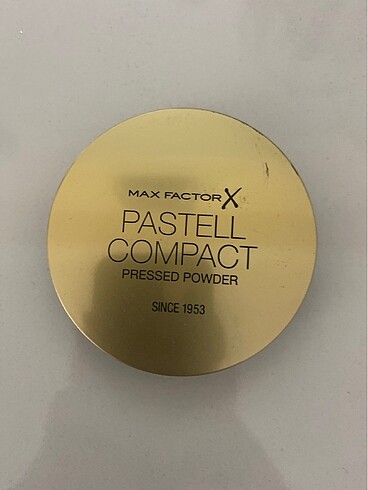 MAX FACTOR X
PASTELL
COMPACT
PRESSED POWDER
SINCE 1953